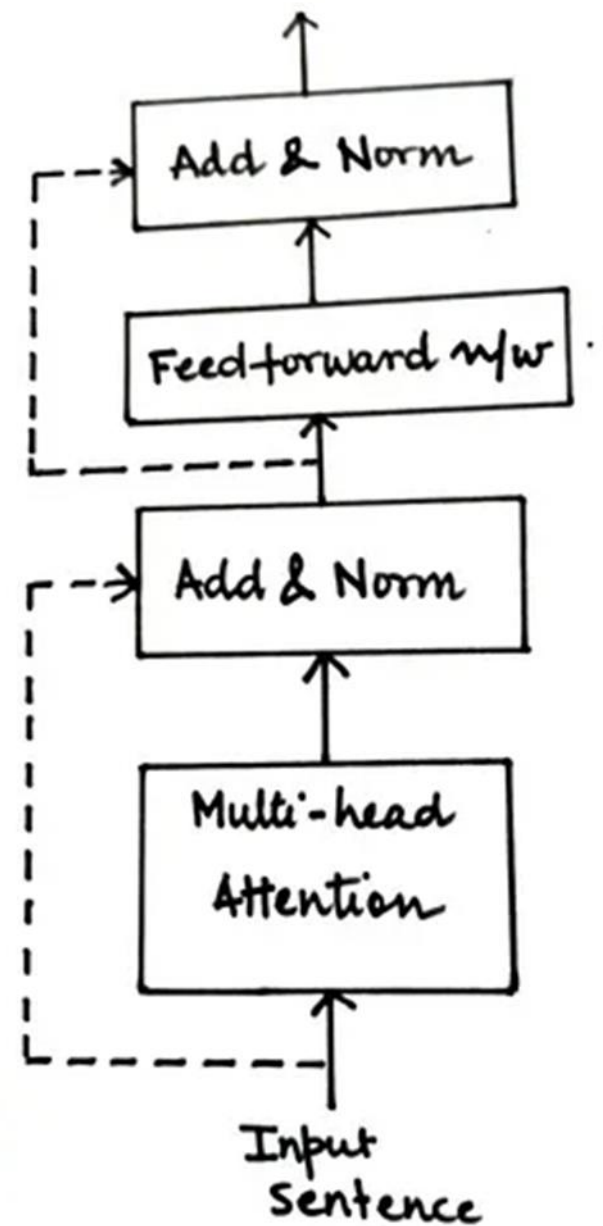 Add & Norm
Feedforward n/w
Add & Norm
Multi-head
Attention
Input
sentence